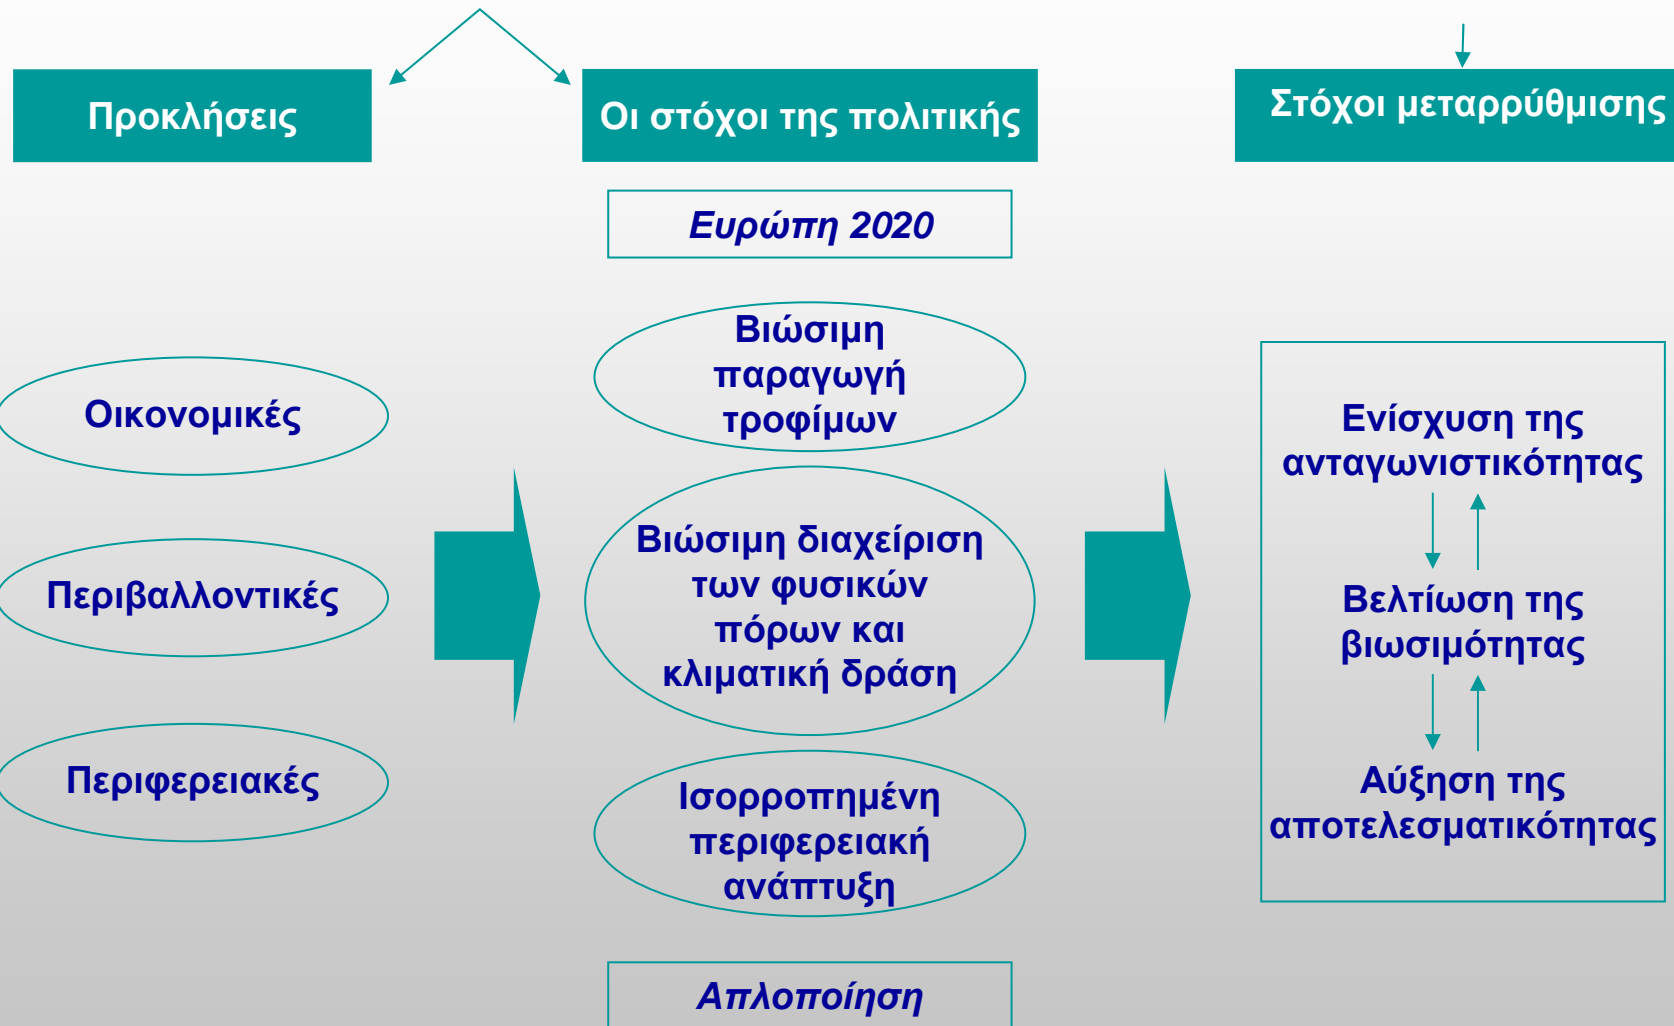 Προκλήσεις
Οι στόχοι της πολιτικής
Στόχοι μεταρρύθμισης
Ευρώπη 2020
Οικονομικές
Περιβαλλοντικές
Περιφερειακές
Βιώσιμη
παραγωγή
τροφίμων
Βιώσιμη διαχείριση
των φυσικών
πόρων και
κλιματική δράση
Ισορροπημένη
περιφερειακή
ανάπτυξη
Απλοποίηση
Ενίσχυση της
ανταγωνιστικότητας
Βελτίωση της
βιωσιμότητας
Αύξηση της
αποτελεσματικότητας